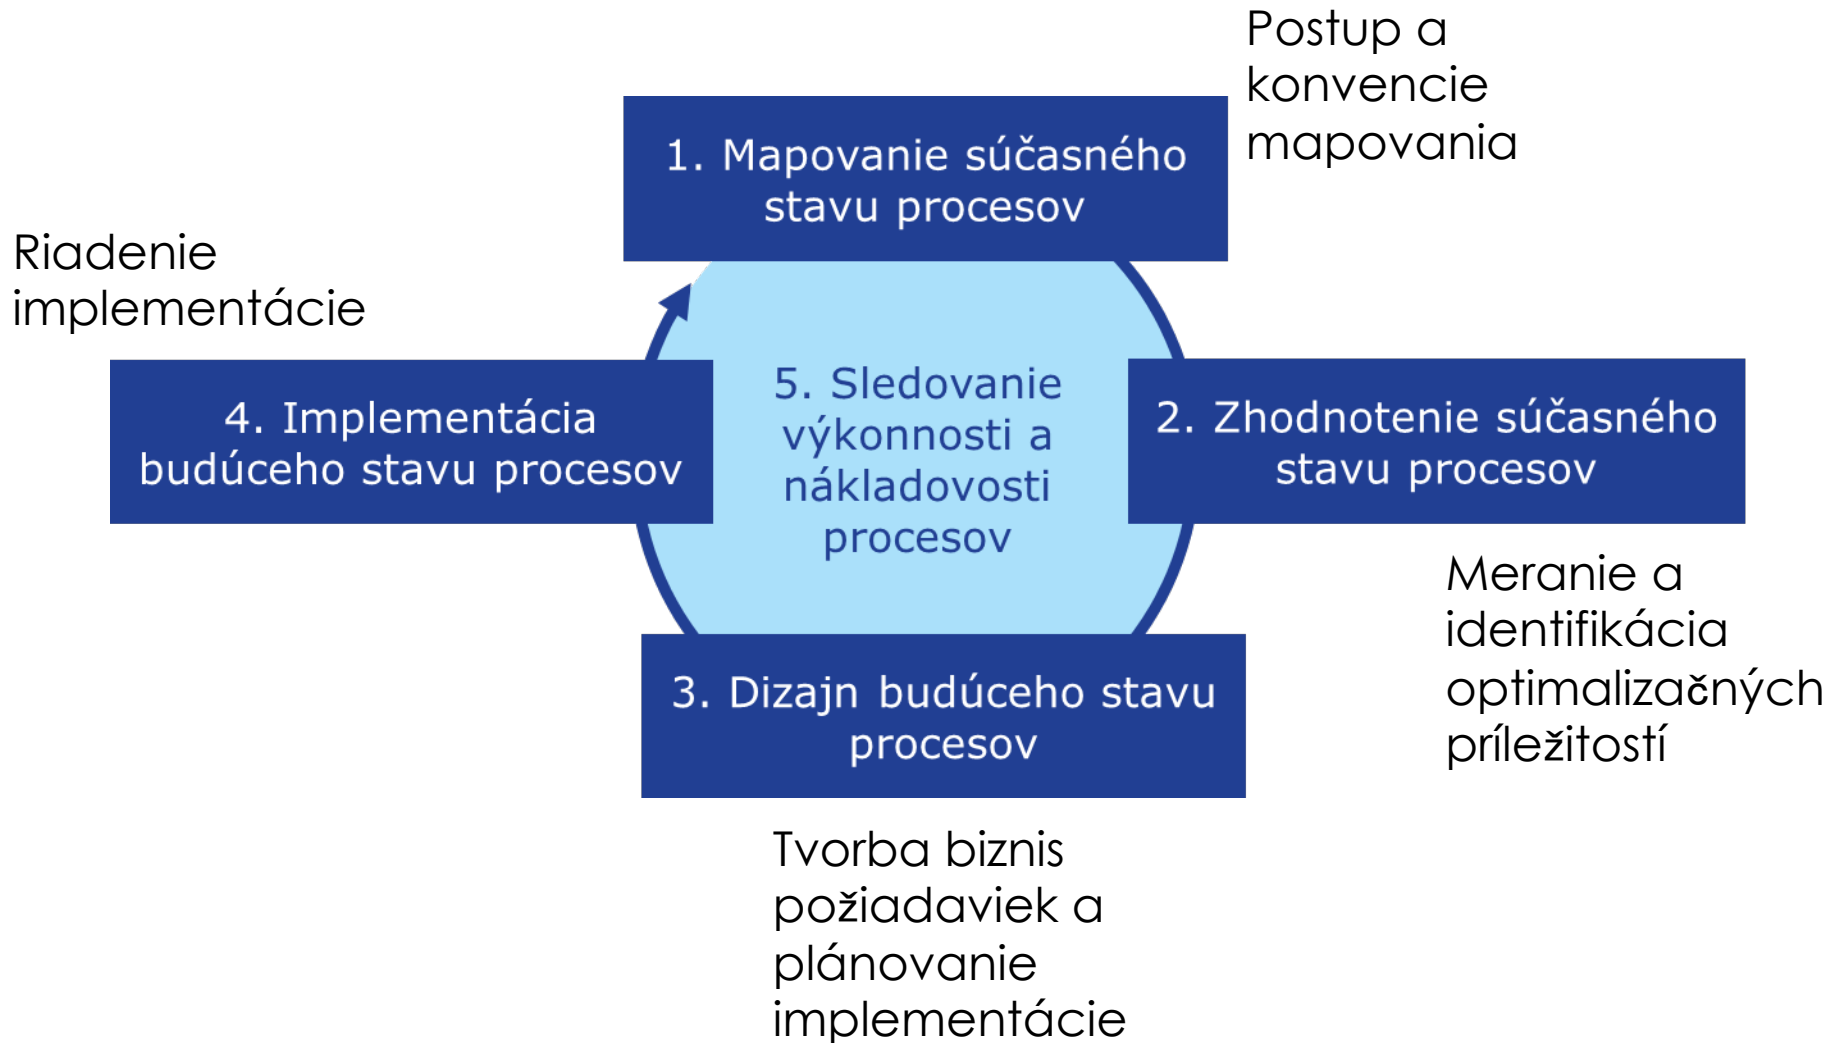 Postup a
konvencie
mapovania
1. Mapovanie súčasného
stavu procesov
Riadenie
implementácie
4. Implementácia
budúceho stavu procesov
5. Sledovanie
výkonnosti a
nákladovosti
procesov
2. Zhodnotenie súčasného
stavu procesov
Meranie a
identifikácia
optimalizačných
príležitostí
3. Dizajn budúceho stavu
procesov
Tvorba biznis
požiadaviek a
plánovanie
implementácie